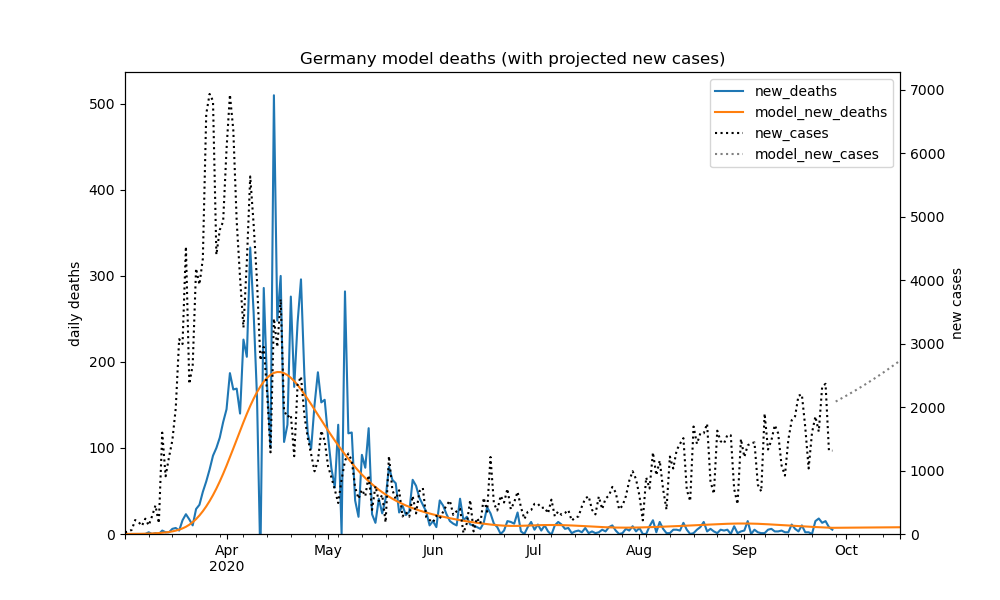 Germany model deaths (with projected new cases)
new_deaths
model_new_deaths
new_cases
model_new_cases
500
400
300
200
100
0
daily deaths
7000
6000
5000
4000
3000
2000
1000
0
new cases
Apr
2020
May
Jun
Jul
Aug
Sep
Oct